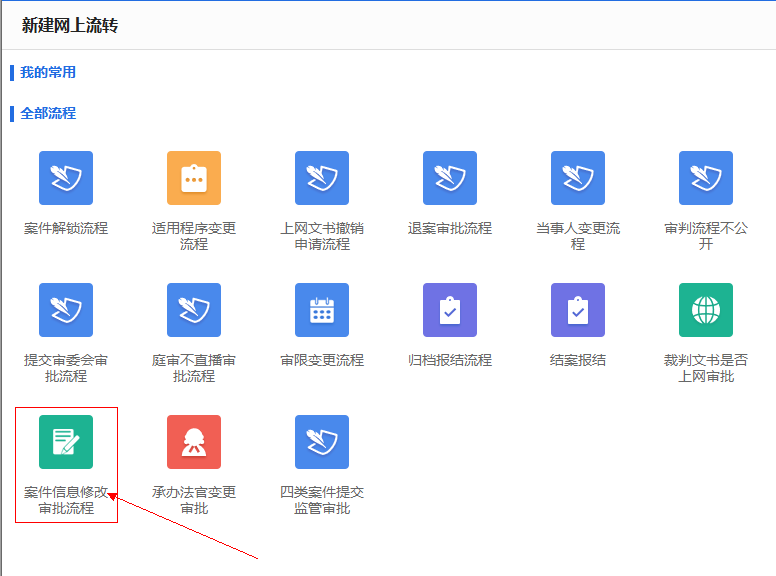 新建网上流转
我的常用
全部流程
案件解锁流程
适用程序变更
流程
上网文书撤销
申请流程
退案审批流程
当事人变更流
程
审判流程不公
开
提交审委会审
批流程
庭审不直播审
批流程
审限变更流程
归档报结流程
结案报结
裁判文书是否
上网审批
案件信息修改
审批流程
承办法官变更
审批
四类案件提交
监管审批